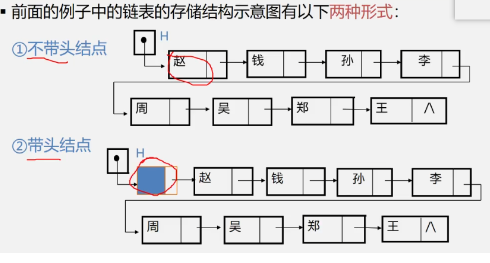 ▪ 前面的例子中的链表的存储结构示意图有以下两种形式：
①不带头结点
H
赵 钱 孙 李
周 吴 郑 王 ∧
②带头结点
H
赵 钱 孙 李
周 吴 郑 王 ∧